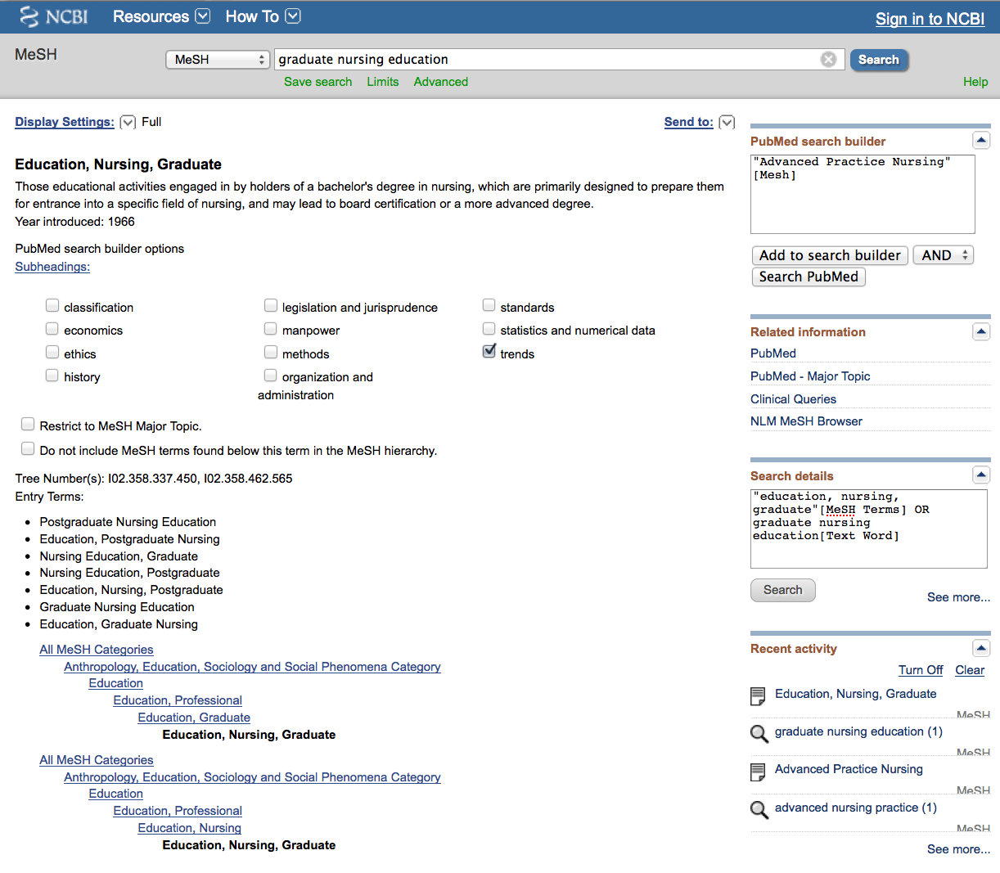 NCBI Resources How To Sign in to NCBI
MeSH MeSH graduate nursing education Search
Save search Limits Advanced Help
Display Settings: Full Send to:
Education, Nursing, Graduate
Those educational activities engaged in by holders of a bachelor's degree in nursing, which are primarily designed to prepare them
for entrance into a specific field of nursing, and may lead to board certification or a more advanced degree.
Year introduced: 1966
PubMed search builder options
Subheadings:
classification
economics
ethics
history
legislation and jurisprudence
manpower
methods
organization and
administration
standards
statistics and numerical data
trends
Restrict to MeSH Major Topic.
Do not include MeSH terms found below this term in the MeSH hierarchy.
Tree Number(s): I02.358.337.450, I02.358.462.565
Entry Terms:
Postgraduate Nursing Education
Education, Postgraduate Nursing
Nursing Education, Graduate
Nursing Education, Postgraduate
Education, Nursing, Postgraduate
Graduate Nursing Education
Education, Graduate Nursing
All MeSH Categories
Anthropology, Education, Sociology and Social Phenomena Category
Education
Education, Professional
Education, Graduate
Education, Nursing, Graduate
All MeSH Categories
Anthropology, Education, Sociology and Social Phenomena Category
Education
Education, Professional
Education, Nursing
Education, Nursing, Graduate
PubMed search builder
"Advanced Practice Nursing"
[Mesh]
Add to search builder AND
Search PubMed
Related information
PubMed
PubMed - Major Topic
Clinical Queries
NLM MeSH Browser
Search details
"education, nursing,
graduate"[MeSH Terms] OR
graduate nursing
education[Text Word]
Search
See more...
Recent activity
Turn Off Clear
Education, Nursing, Graduate
MeSH
graduate nursing education (1)
MeSH
Advanced Practice Nursing
MeSH
advanced nursing practice (1)
MeSH
See more...